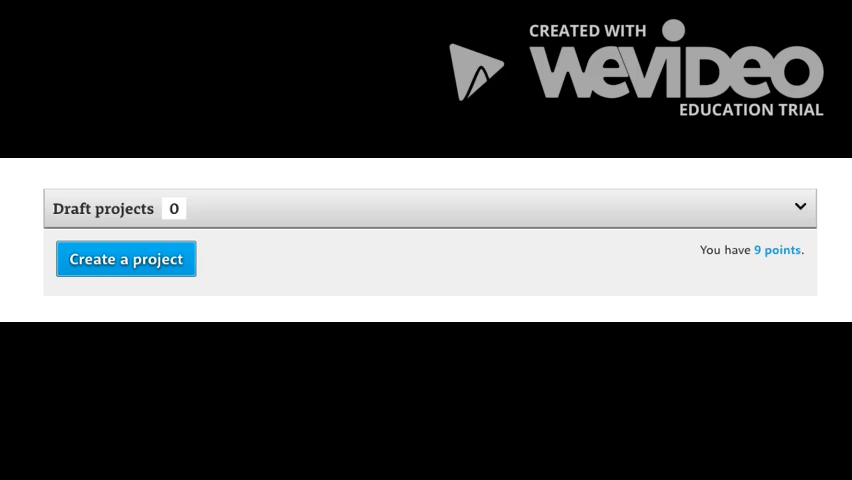 CREATED WITH
WEVIDEO
EDUCATION TRIAL
Draft projects 0
Create a project
You have 9 points.